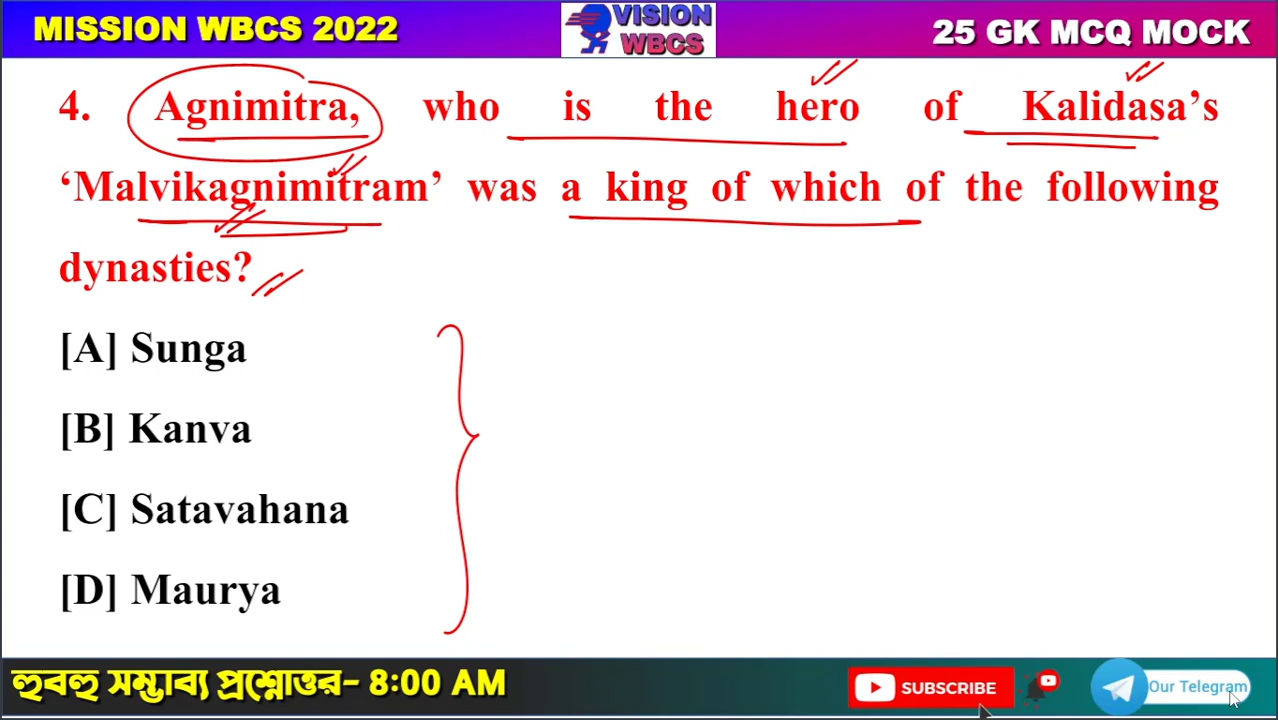 MISSION WBCS 2022
VISION
WBCS
25 GK MCQ MOCK
4. Agnimitra, who is the hero of Kalidasa’s
‘Malvikagnimitram’ was a king of which of the following
dynasties?
[A] Sunga
[B] Kanva
[C] Satavahana
[D] Maurya
হুবহু সম্ভাব্য প্রশ্নোত্তর- 8:00 AM
SUBSCRIBE
Our Telegram